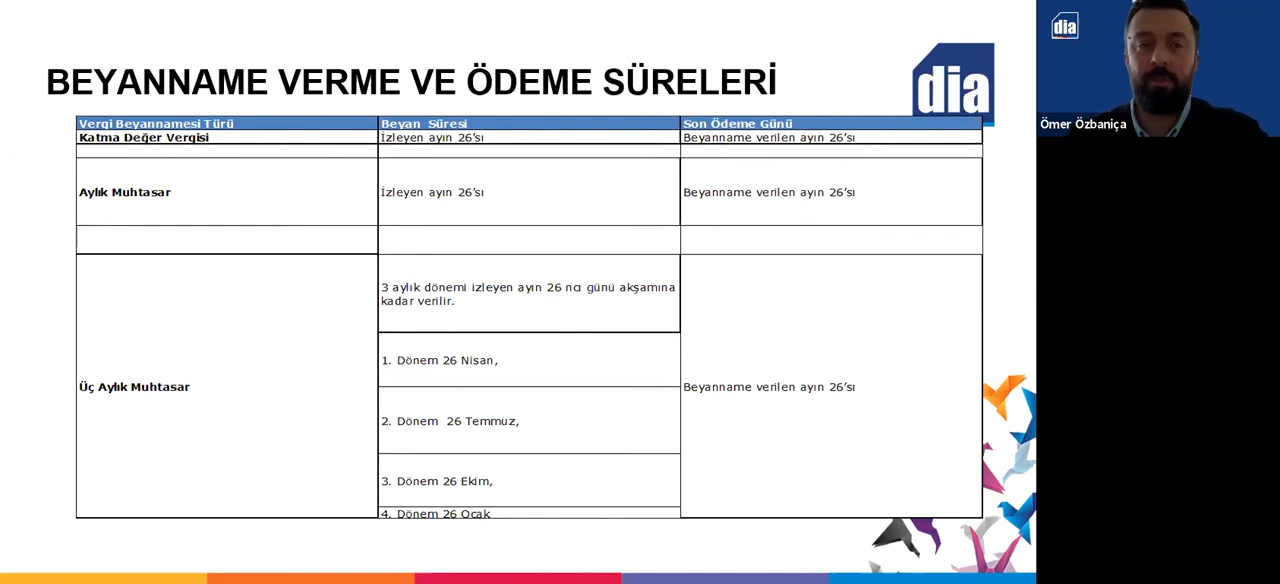 BEYANNAME VERME VE ÖDEME SÜRELERİ
dia
dia
Ömer Özbaniça
Vergi Beyannamesi Türü
Beyan Süresi
Son Ödeme Günü
Katma Değer Vergisi
İzleyen ayın 26’sı
Beyanname verilen ayın 26’sı
Aylık Muhtasar
İzleyen ayın 26’sı
Beyanname verilen ayın 26’sı
Üç Aylık Muhtasar
3 aylık dönemi izleyen ayın 26 ncı günü akşamına
kadar verilir.
1. Dönem 26 Nisan,
2. Dönem 26 Temmuz,
3. Dönem 26 Ekim,
4. Dönem 26 Ocak
Beyanname verilen ayın 26’sı